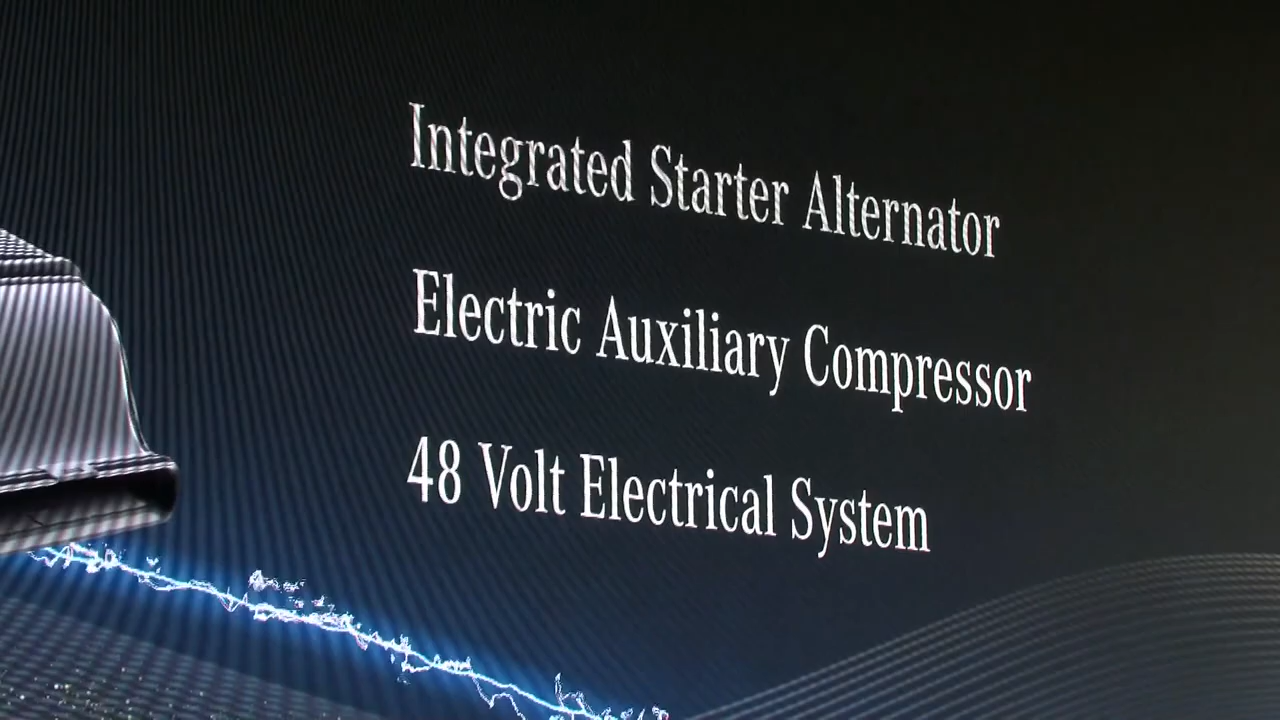 Integrated Starter Alternator
Electric Auxiliary Compressor
48 Volt Electrical System